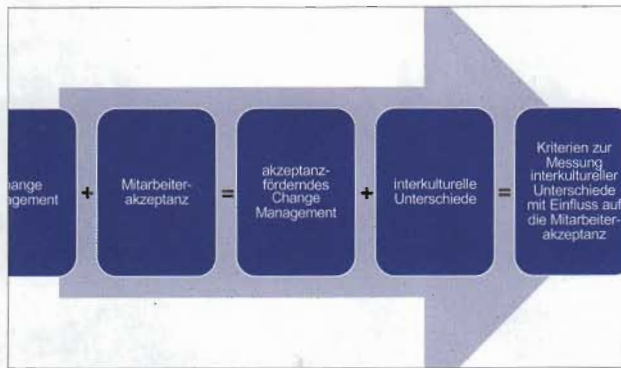 hange
agement
+
Mitarbeiter-
akzeptanz
=
akzeptanz-
förderndes
Change
Management
+
interkulturelle
Unterschiede
=
Kriterien zur
Messung
interkultureller
Unterschiede
mit Einfluss auf
die Mitarbeiter-
akzeptanz